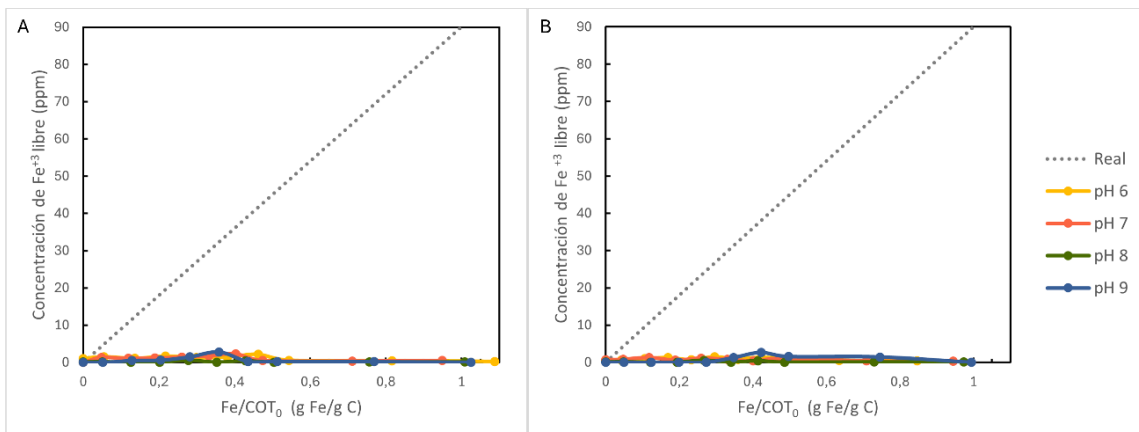 A
Concentración de Fe⁺³ libre (ppm)
90
80
70
60
50
40
30
20
10
0
0 0,2 0,4 0,6 0,8 1
Fe/COT₀ (g Fe/g C)
B
Concentración de Fe ⁺³ libre (ppm)
90
80
70
60
50
40
30
20
10
0
0 0,2 0,4 0,6 0,8 1
Fe/COT₀ (g Fe/g C)
Real
pH 6
pH 7
pH 8
pH 9